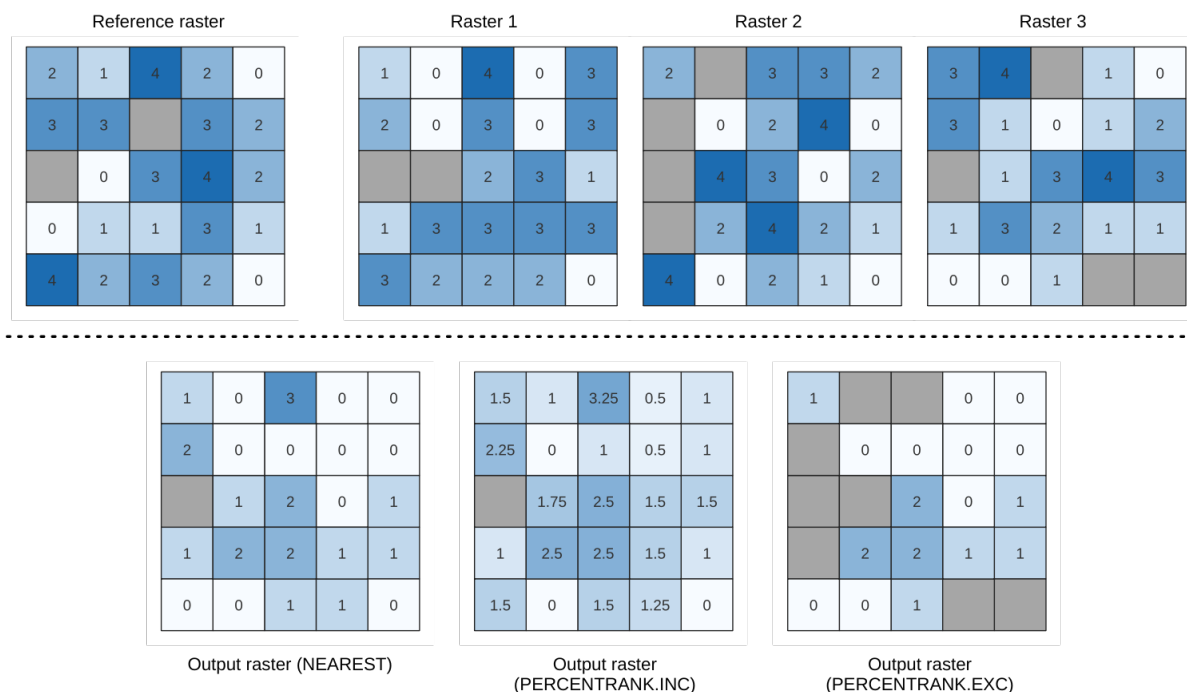 Reference raster
Raster 1
Raster 2
Raster 3
2 1 4 2 0
1 0 4 0 3
2 3 3 2
3 4 1 0
3 3 3 2
2 0 3 0 3
0 2 4 0
3 1 0 1 2
0 3 4 2
2 3 1
4 3 0 2
1 3 4 3
0 1 1 3 1
1 3 3 3 3
2 4 2 1
1 3 2 1 1
4 2 3 2 0
3 2 2 2 0
4 0 2 1 0
0 0 1
1 0 3 0 0
1.5 1 3.25 0.5 1
1 0 0
2 0 0 0 0
2.25 0 1 0.5 1
0 0 0 0
1 2 0 1
1.75 2.5 1.5 1.5
2 0 1
1 2 2 1 1
1 2.5 2.5 1.5 1
2 2 1 1
0 0 1 1 0
1.5 0 1.5 1.25 0
0 0 1
Output raster (NEAREST)
Output raster
(PERCENTRANK.INC)
Output raster
(PERCENTRANK.EXC)